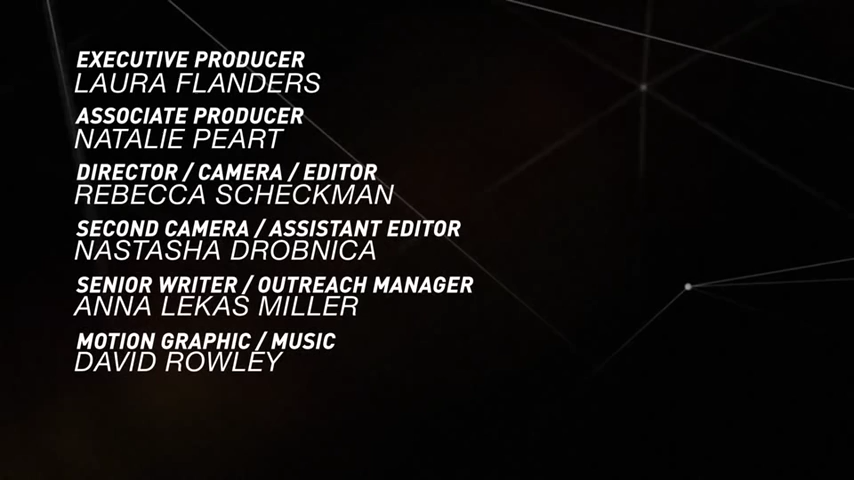 EXECUTIVE PRODUCER
LAURA FLANDERS
ASSOCIATE PRODUCER
NATALIE PEART
DIRECTOR / CAMERA / EDITOR
REBECCA SCHECKMAN
SECOND CAMERA / ASSISTANT EDITOR
NASTASHA DROBNICA
SENIOR WRITER / OUTREACH MANAGER
ANNA LEKAS MILLER
MOTION GRAPHIC / MUSIC
DAVID ROWLEY